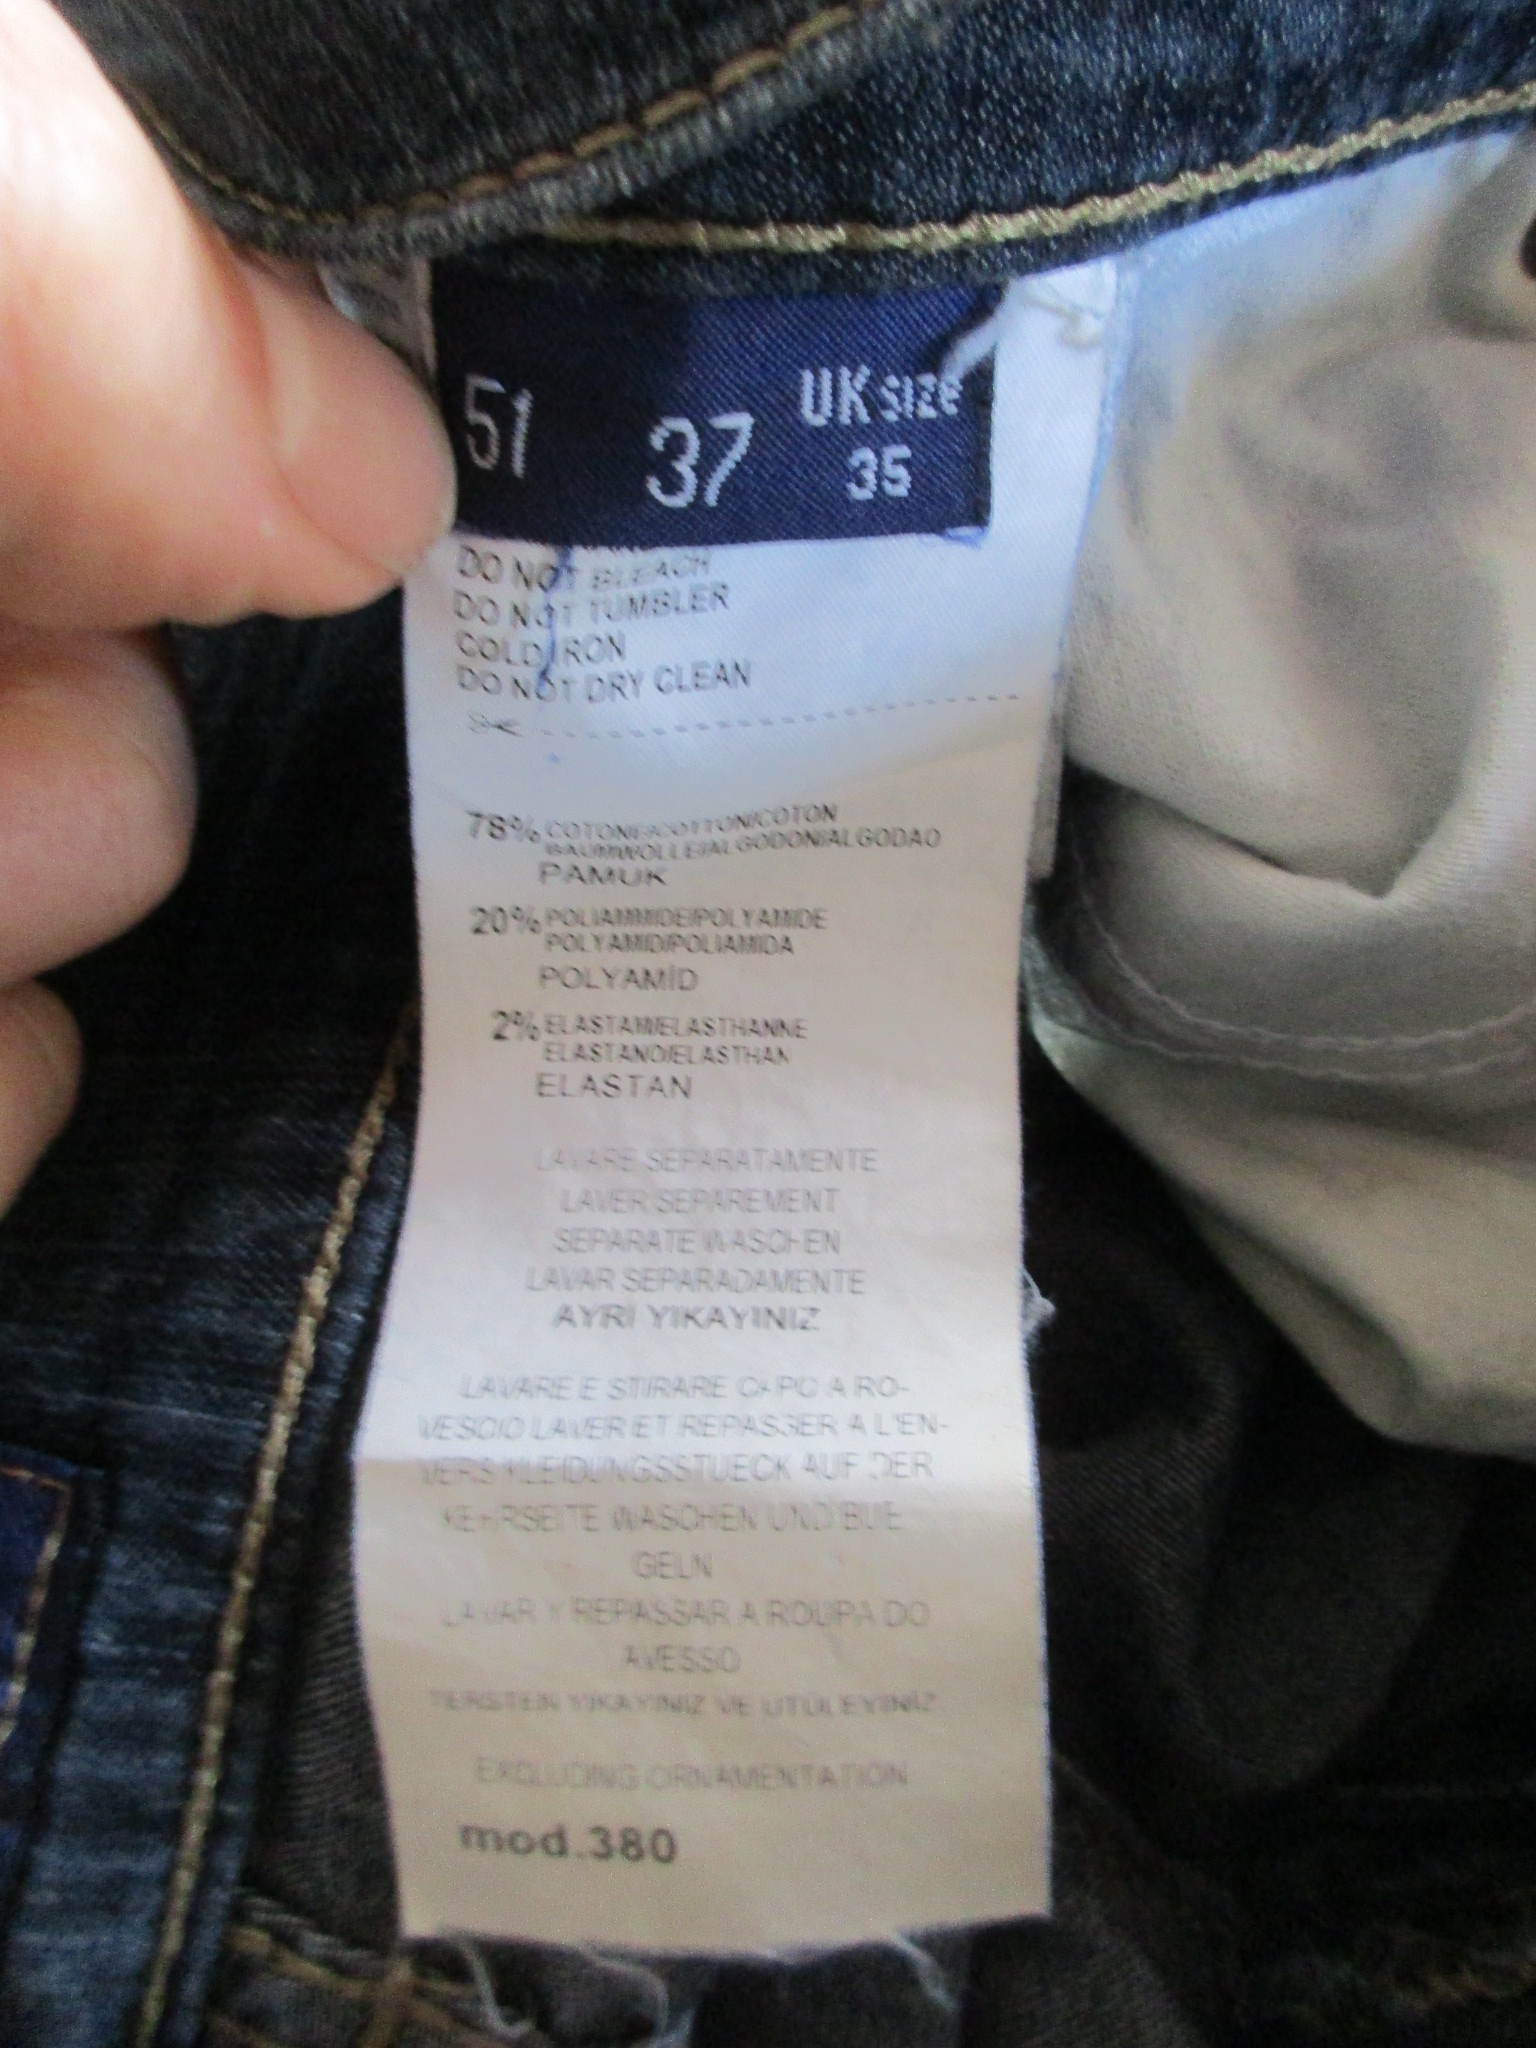 51 37 UK SIZE
35
DO NOT BLEACH
DO NOT TUMBLER
COLD IRON
DO NOT DRY CLEAN
78% COTONE/COTTON/COTON
BAUMWOLLE/ALGODON/ALGODAO
PAMUK
20% POLIAMMIDE/POLYAMIDE
POLYAMID/POLIAMIDA
POLYAMİD
2% ELASTAM/ELASTHANNE
ELASTANO/ELASTHAN
ELASTAN
LAVARE SEPARATAMENTE
LAVER SEPAREMENT
SEPARATE WASCHEN
LAVAR SEPARADAMENTE
AYRİ YIKAYINIZ
LAVARE E STIRARE CAPO A RO-
VESCIO LAVER ET REPASSER A L'EN-
VERS KLEIDUNGSSTUECK AUF DER
KEHRSEITE WASCHEN UND BUE
GELN
LAVAR Y REPASSAR A ROUPA DO
AVESSO
TERSTEN YIKAYINIZ VE ÜTÜLEYİNİZ
EXCLUDING ORNAMENTATION
mod.380